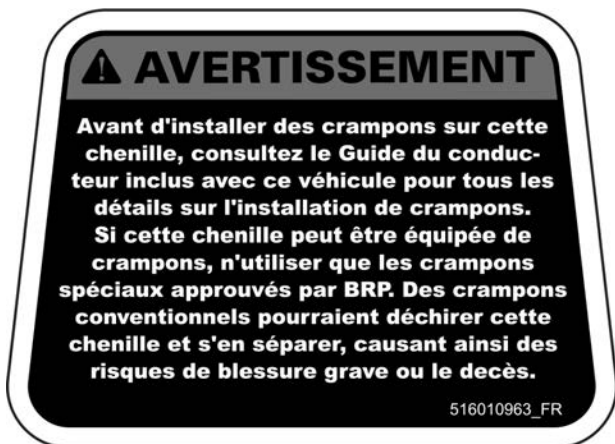 AVERTISSEMENT
Avant d'installer des crampons sur cette
chenille, consultez le Guide du conduc-
teur inclus avec ce véhicule pour tous les
détails sur l'installation de crampons.
Si cette chenille peut être équipée de
crampons, n'utiliser que les crampons
spéciaux approuvés par BRP. Des crampons
conventionnels pourraient déchirer cette
chenille et s'en séparer, causant ainsi des
risques de blessure grave ou le decès.
516010963_FR